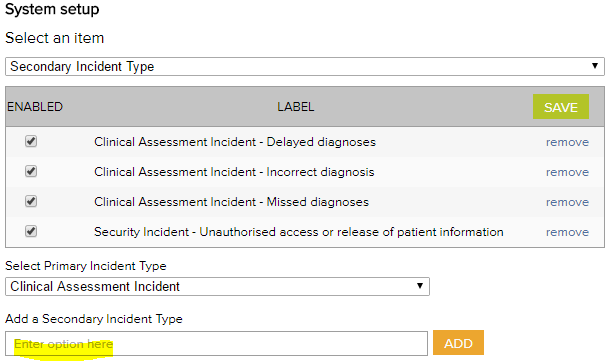 System setup
Select an item
Secondary Incident Type
ENABLED LABEL SAVE
Clinical Assessment Incident - Delayed diagnoses remove
Clinical Assessment Incident - Incorrect diagnosis remove
Clinical Assessment Incident - Missed diagnoses remove
Security Incident - Unauthorised access or release of patient information remove
Select Primary Incident Type
Clinical Assessment Incident
Add a Secondary Incident Type
Enter option here ADD